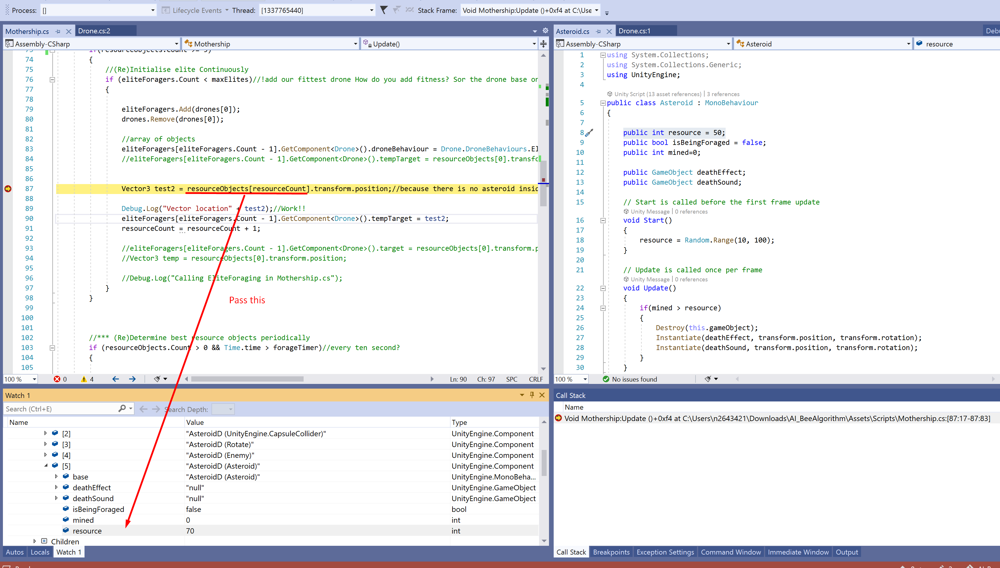 Process: []
Lifecycle Events
Thread: [1337765440]
Stack Frame: Void Mothership:Update ()+0xf4 at C:\Use
Mothership.cs
Drone.cs:2
Assembly-CSharp
Mothership
Update()
74 {
75 //(Re)Initialise elite Continuously
76 if (eliteForagers.Count < maxElites)//!add our fittest drone How do you add fitness? Sor the drone base or
77 {
78
79 eliteForagers.Add(drones[0]);
80 drones.Remove(drones[0]);
81
82 //array of objects
83 eliteForagers[eliteForagers.Count - 1].GetComponent<Drone>().droneBehaviour = Drone.DroneBehaviours.El
84 //eliteForagers[eliteForagers.Count - 1].GetComponent<Drone>().tempTarget = resourceObjects[0].transfo
85
86
87 Vector3 test2 = resourceObjects[resourceCount].transform.position;//because there is no asteroid insid
88
89 Debug.Log("Vector location" + test2);//Work!!
90 eliteForagers[eliteForagers.Count - 1].GetComponent<Drone>().tempTarget = test2;
91 resourceCount = resourceCount + 1;
92
93 //eliteForagers[eliteForagers.Count - 1].GetComponent<Drone>().target = resourceObjects[0].transform.p
94 //Vector3 temp = resourceObjects[0].transform.position;
95
96 //Debug.Log("Calling EliteForaging in Mothership.cs");
97 }
98 }
Pass this
99
100
101
102 //*** (Re)Determine best resource objects periodically
103 if (resourceObjects.Count > 0 && Time.time > forageTimer)//every ten second?
104 {
105
100 %
0
4
Ln: 90 Ch: 97 SPC CRLF
Asteroid.cs
Drone.cs:1
Assembly-CSharp
Asteroid
resource
1 using System.Collections;
2 using System.Collections.Generic;
3 using UnityEngine;
4
Unity Script (13 asset references) | 3 references
5 public class Asteroid : MonoBehaviour
6 {
7
8 public int resource = 50;
9 public bool isBeingForaged = false;
10 public int mined=0;
11
12 public GameObject deathEffect;
13 public GameObject deathSound;
14
15 // Start is called before the first frame update
Unity Message | 0 references
16 void Start()
17 {
18 resource = Random.Range(10, 100);
19 }
20
21 // Update is called once per frame
Unity Message | 0 references
22 void Update()
23 {
24 if(mined > resource)
25 {
26 Destroy(this.gameObject);
27 Instantiate(deathEffect, transform.position, transform.rotation);
28 Instantiate(deathSound, transform.position, transform.rotation);
29 }
30 }
100 %
No issues found
Watch 1
Search (Ctrl+E)
Search Depth:
Name Value Type
[2] "AsteroidD (UnityEngine.CapsuleCollider)" UnityEngine.Component
[3] "AsteroidD (Rotate)" UnityEngine.Component
[4] "AsteroidD (Enemy)" UnityEngine.Component
[5] "AsteroidD (Asteroid)" UnityEngine.Component
base "AsteroidD (Asteroid)" UnityEngine.MonoBeha...
deathEffect "null" UnityEngine.GameObject
deathSound "null" UnityEngine.GameObject
isBeingForaged false bool
mined 0 int
resource 70 int
Children
Autos Locals Watch 1
Call Stack
Name
Void Mothership:Update ()+0xf4 at C:\Users\n2643421\Downloads\AI_BeeAlgorithm\Assets\Scripts\Mothership.cs:[87:17-87:83]
Call Stack Breakpoints Exception Settings Command Window Immediate Window Output